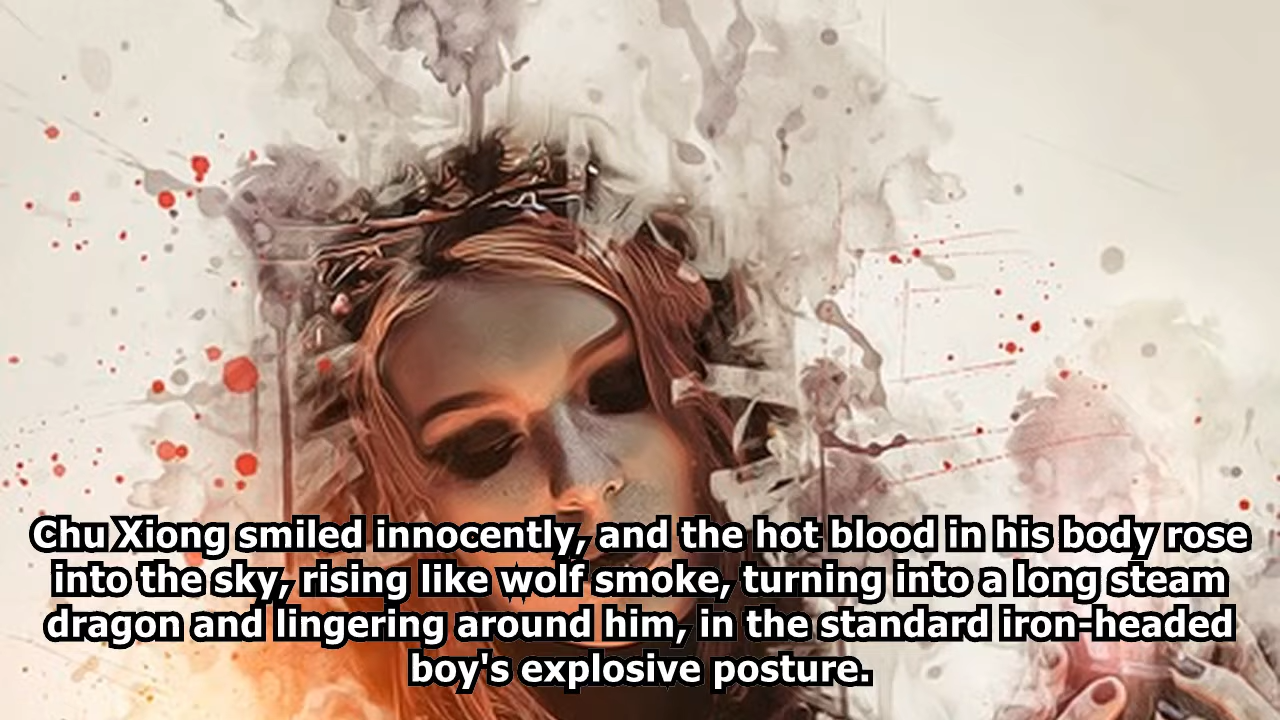 Chu Xiong smiled innocently, and the hot blood in his body rose
into the sky, rising like wolf smoke, turning into a long steam
dragon and lingering around him, in the standard iron-headed
boy's explosive posture.